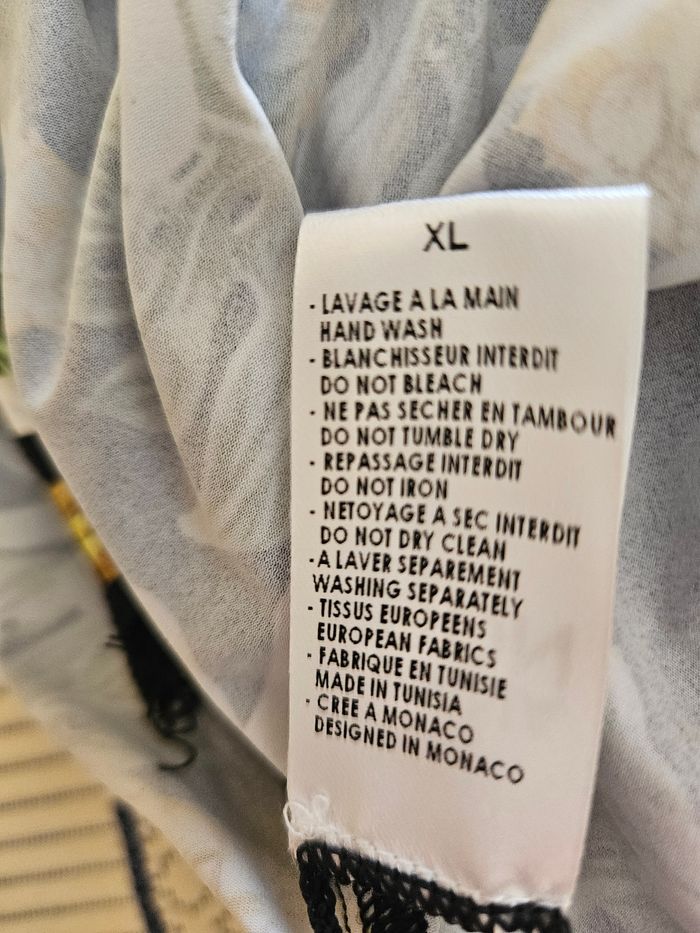 XL
- LAVAGE A LA MAIN
HAND WASH
- BLANCHISSEUR INTERDIT
DO NOT BLEACH
- NE PAS SECHER EN TAMBOUR
DO NOT TUMBLE DRY
- REPASSAGE INTERDIT
DO NOT IRON
- NETOYAGE A SEC INTERDIT
DO NOT DRY CLEAN
-A LAVER SEPAREMENT
WASHING SEPARATELY
- TISSUS EUROPEENS
EUROPEAN FABRICS
- FABRIQUE EN TUNISIE
MADE IN TUNISIA
- CREE A MONACO
DESIGNED IN MONACO